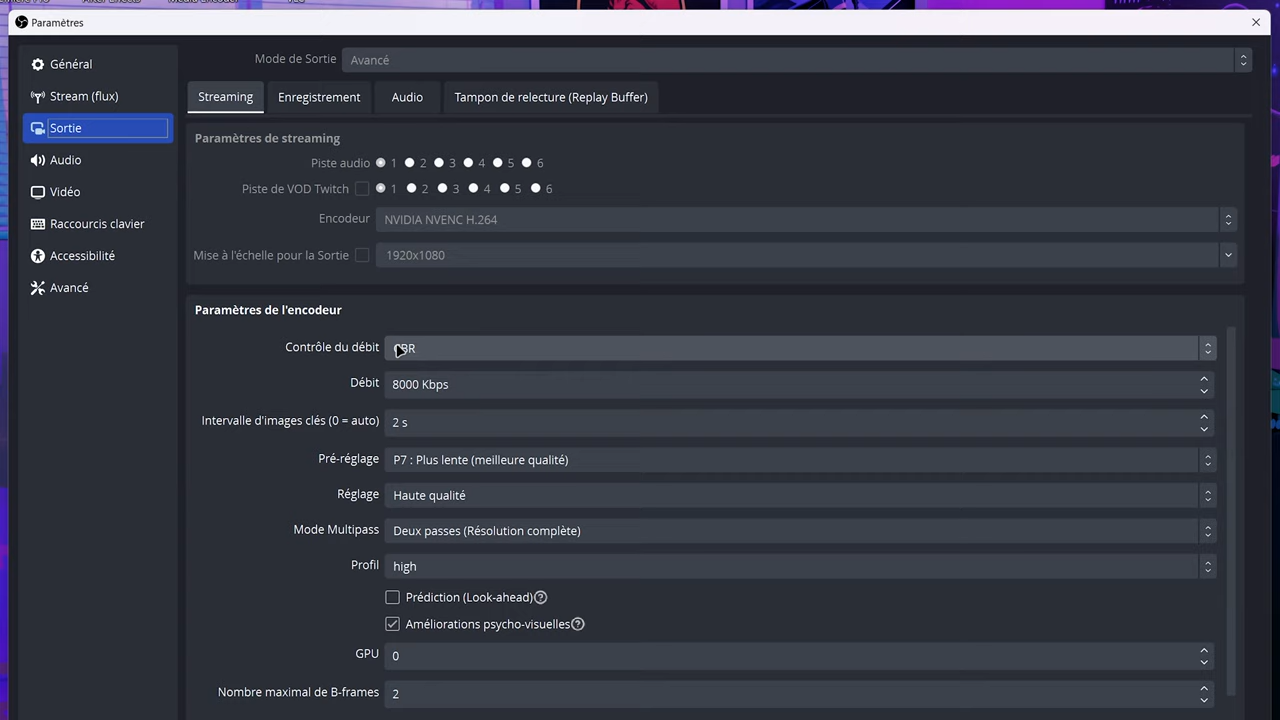 Paramètres
Général
Stream (flux)
Sortie
Audio
Vidéo
Raccourcis clavier
Accessibilité
Avancé
Mode de Sortie Avancé
Streaming Enregistrement Audio Tampon de relecture (Replay Buffer)
Paramètres de streaming
Piste audio 1 2 3 4 5 6
Piste de VOD Twitch 1 2 3 4 5 6
Encodeur NVIDIA NVENC H.264
Mise à l'échelle pour la Sortie 1920x1080
Paramètres de l'encodeur
Contrôle du débit
Débit 8000 Kbps
Intervalle d'images clés (0 = auto) 2 s
Pré-réglage P7 : Plus lente (meilleure qualité)
Réglage Haute qualité
Mode Multipass Deux passes (Résolution complète)
Profil high
Prédiction (Look-ahead) ?
Améliorations psycho-visuelles ?
GPU 0
Nombre maximal de B-frames 2